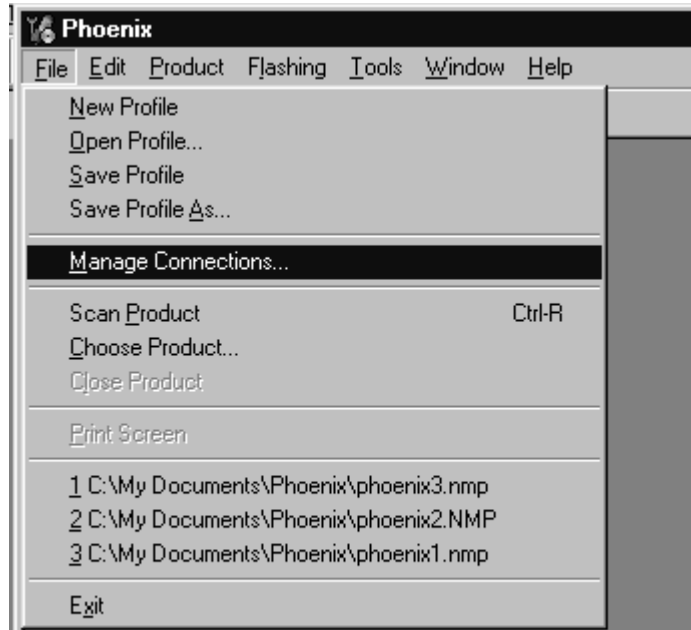 Phoenix
File Edit Product Flashing Tools Window Help
New Profile
Open Profile...
Save Profile
Save Profile As...
Manage Connections...
Scan Product Ctrl-R
Choose Product...
Close Product
Print Screen
1 C:\My Documents\Phoenix\phoenix3.nmp
2 C:\My Documents\Phoenix\phoenix2.NMP
3 C:\My Documents\Phoenix\phoenix1.nmp
Exit